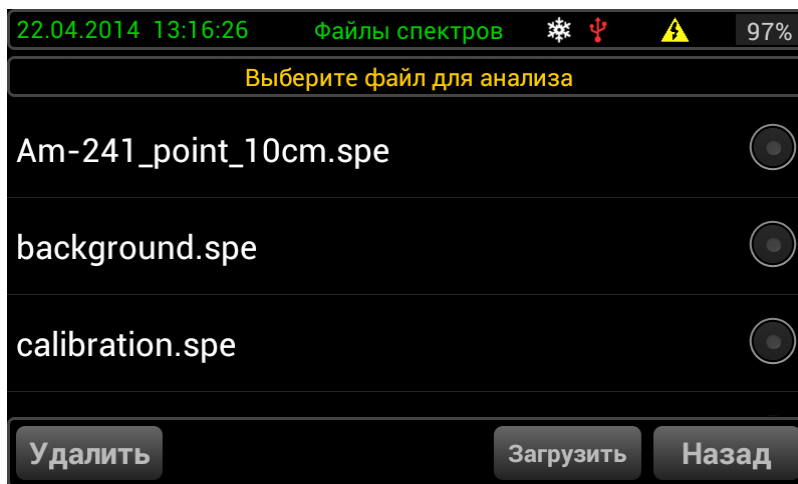 22.04.2014 13:16:26 Файлы спектров 97%
Выберите файл для анализа
Am-241_point_10cm.spe
background.spe
calibration.spe
Удалить Загрузить Назад